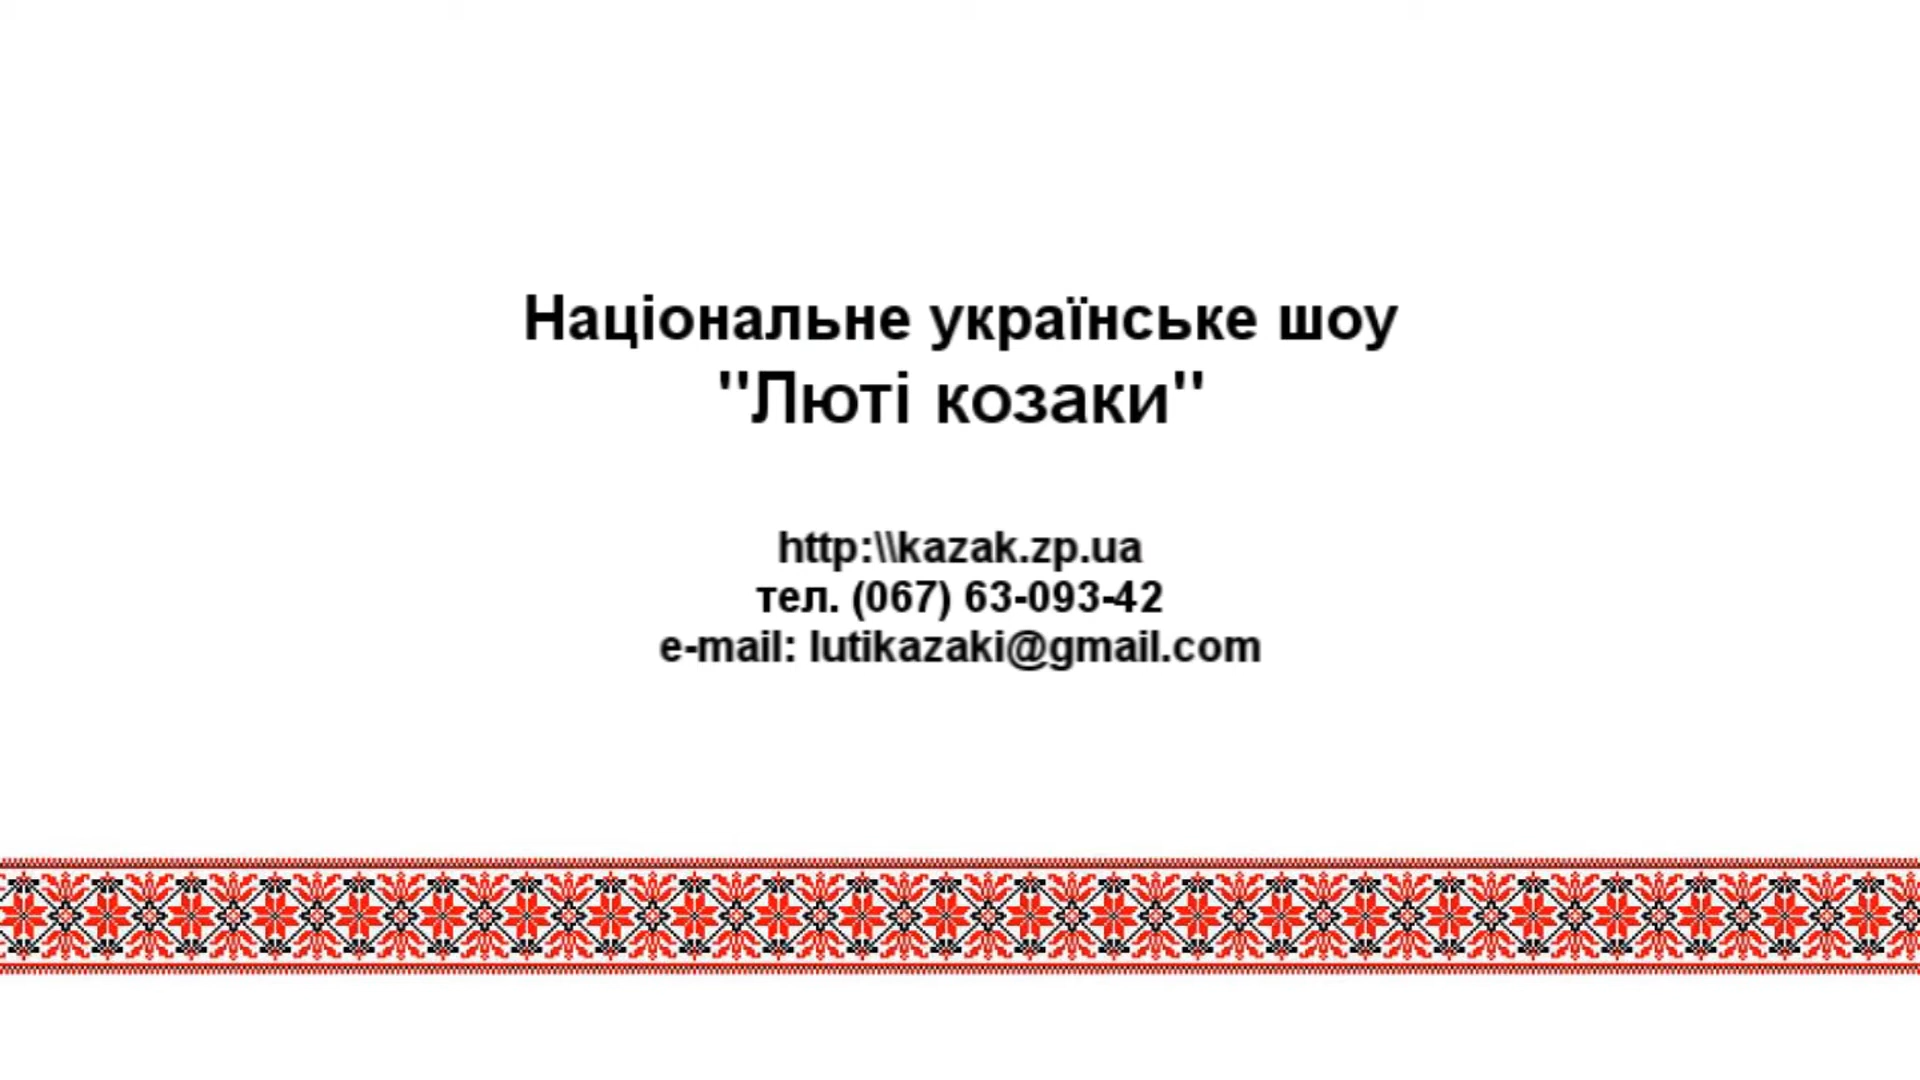 Національне українське шоу
"Люті козаки"
http:\\kazak.zp.ua
тел. (067) 63-093-42
e-mail: lutikazaki@gmail.com